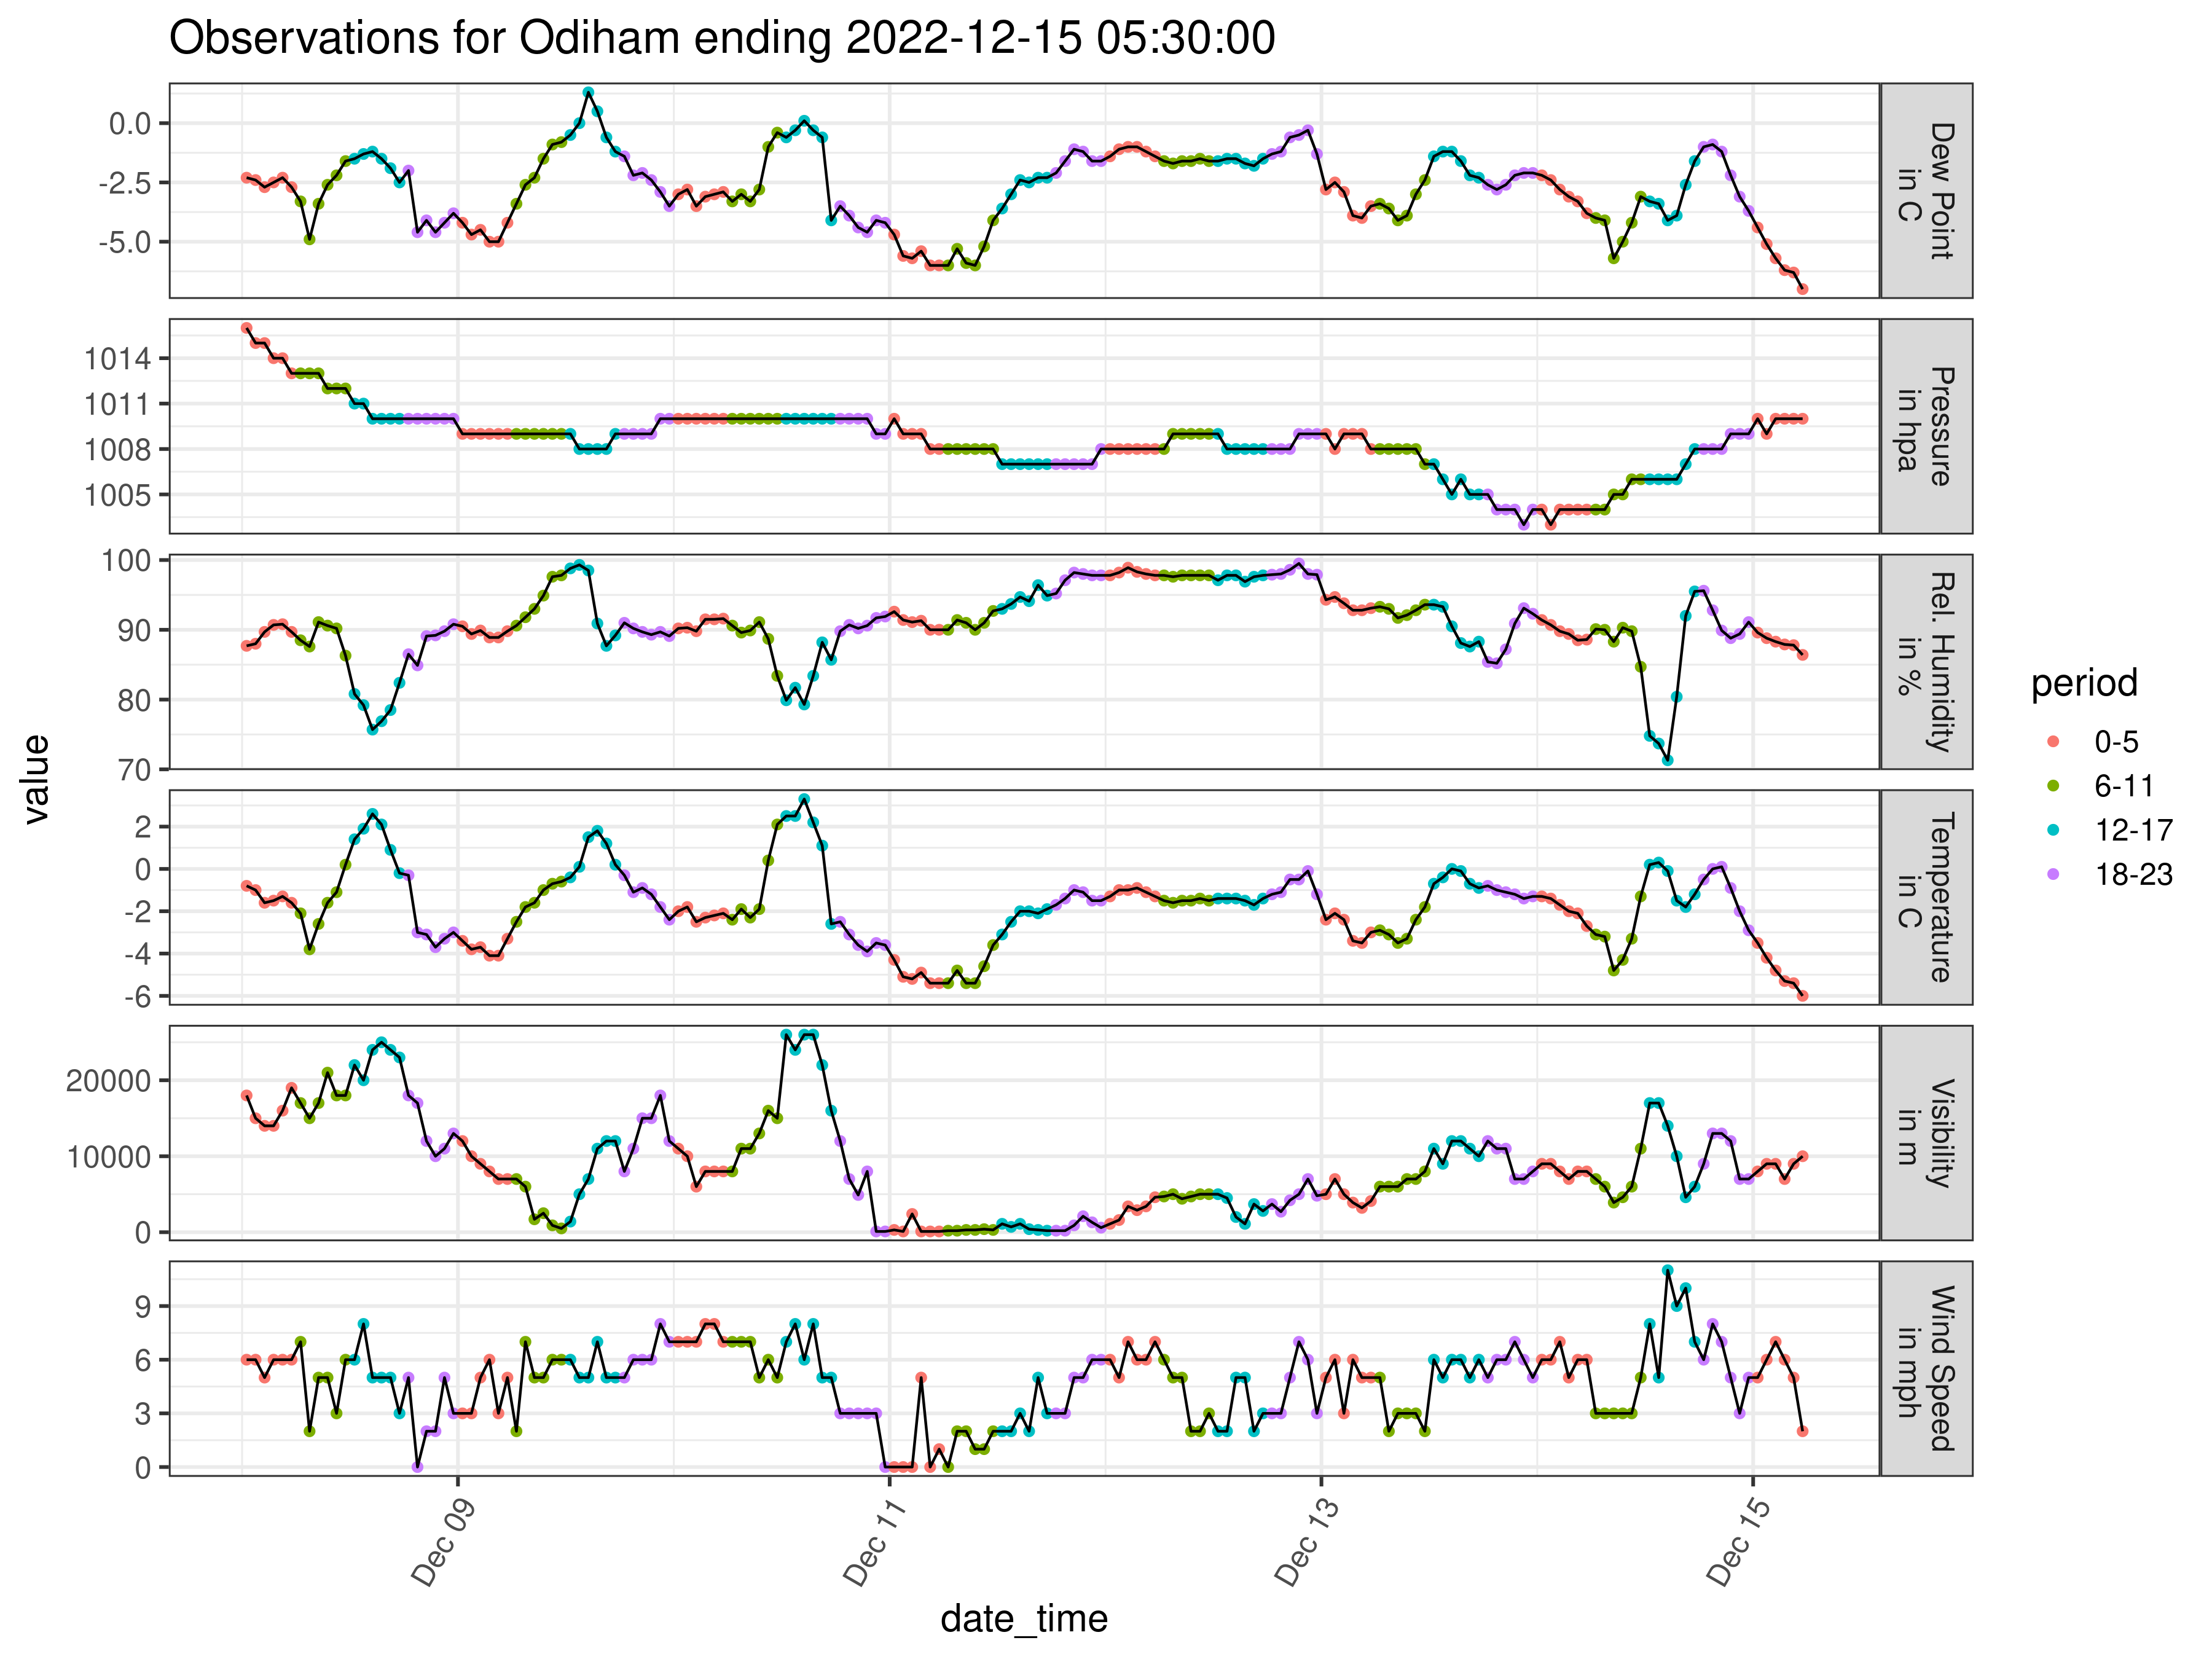 Observations for Odiham ending 2022-12-15 05:30:00
0.0
-2.5
-5.0
Dew Point
in C
1014
1011
1008
1005
Pressure
in hpa
100
90
80
70
Rel. Humidity
in %
2
0
-2
-4
-6
Temperature
in C
20000
10000
0
Visibility
in m
9
6
3
0
Wind Speed
in mph
value
Dec 09
Dec 11
Dec 13
Dec 15
date_time
period
0-5
6-11
12-17
18-23